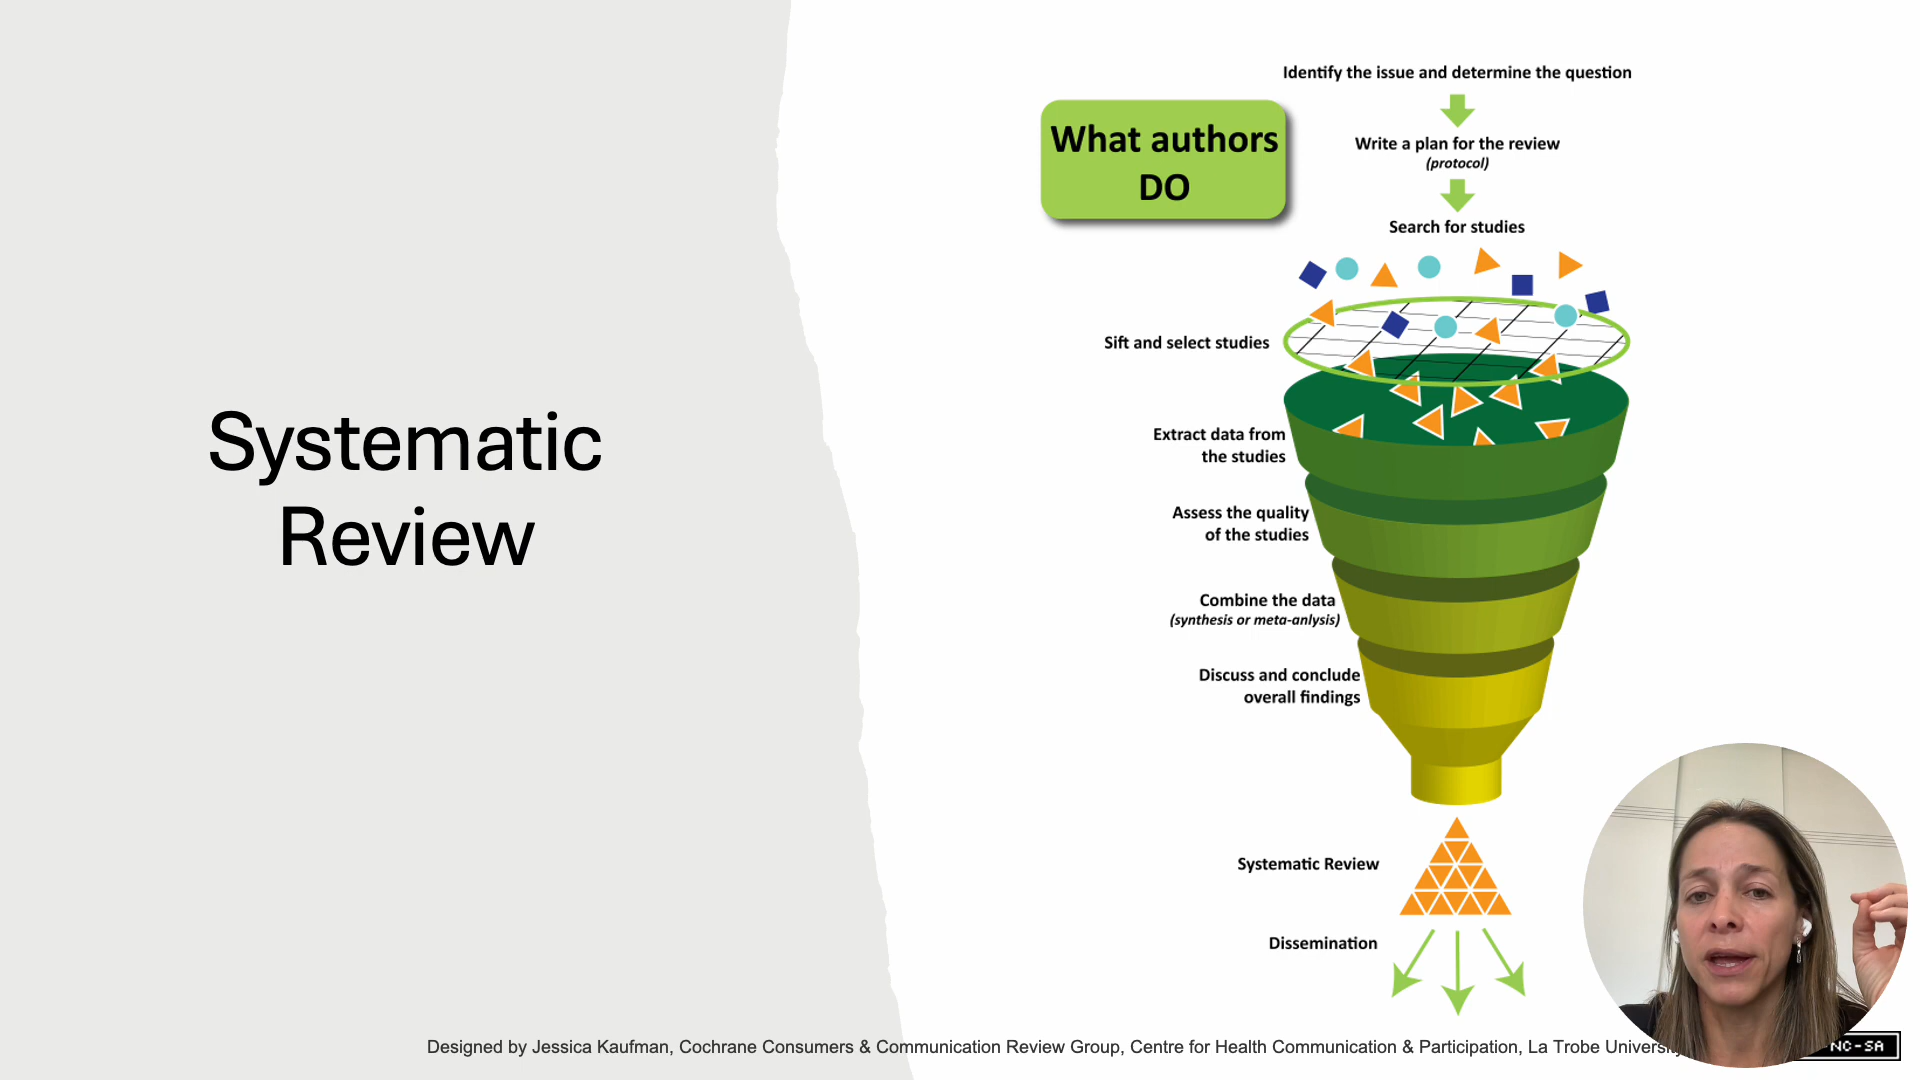 Systematic
Review
What authors
DO
Identify the issue and determine the question
Write a plan for the review
(protocol)
Search for studies
Sift and select studies
Extract data from
the studies
Assess the quality
of the studies
Combine the data
(synthesis or meta-anlysis)
Discuss and conclude
overall findings
Systematic Review
Dissemination
Designed by Jessica Kaufman, Cochrane Consumers & Communication Review Group, Centre for Health Communication & Participation, La Trobe University
NC-SA